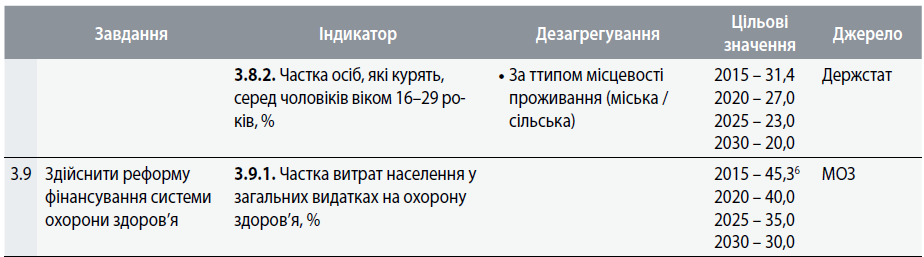 Завдання Індикатор Дезагрегування Цільові значення Джерело
3.8.2. Частка осіб, які курять, серед чоловіків віком 16–29 ро-
ків, %
• За ттипом місцевості проживання (міська / сільська)
2015 – 31,4
2020 – 27,0
2025 – 23,0
2030 – 20,0
Держстат
3.9 Здійснити реформу
фінансування системи
охорони здоров’я
3.9.1. Частка витрат населення у
загальних видатках на охорону
здоров’я, %
2015 – 45,3⁶
2020 – 40,0
2025 – 35,0
2030 – 30,0
МОЗ